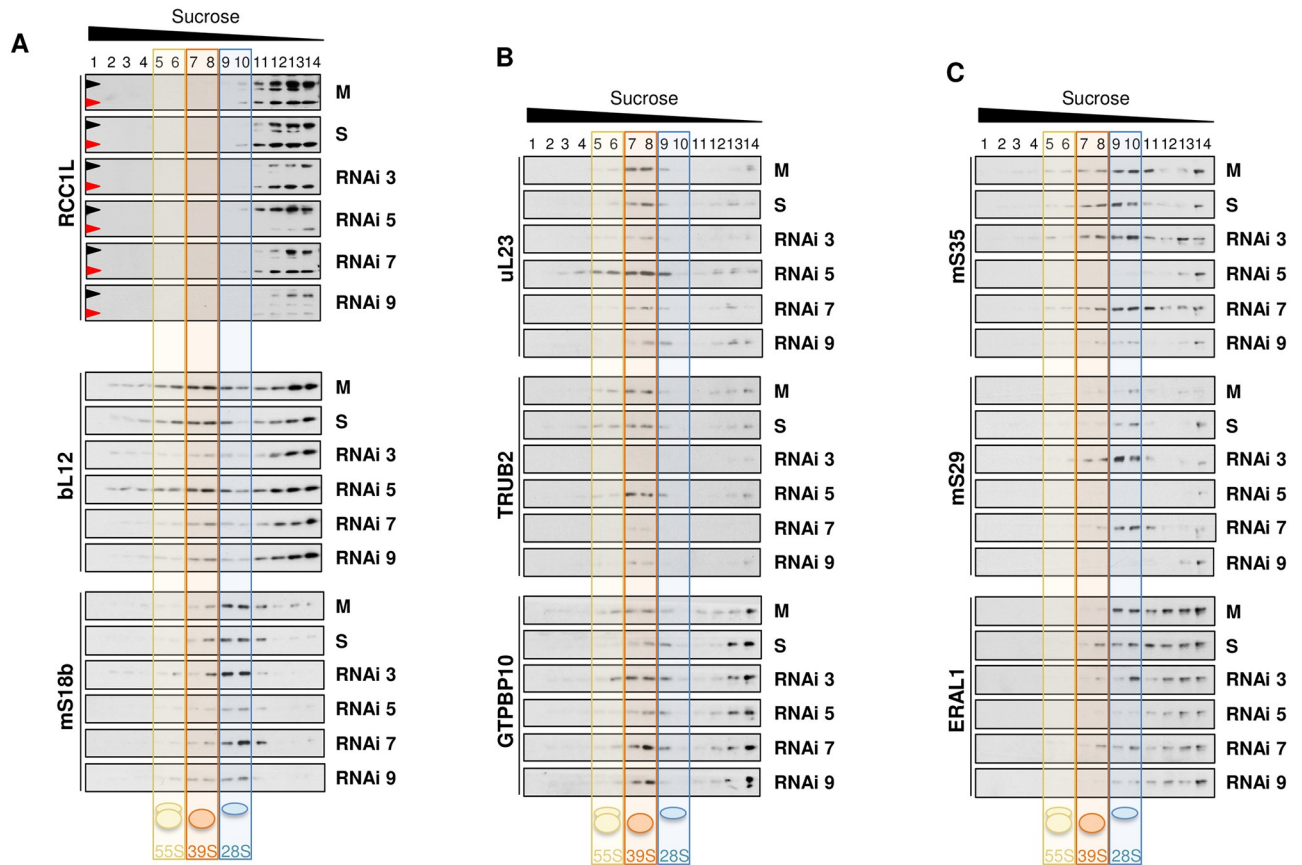 A
Sucrose
1 2 3 4 5 6 7 8 9 10 11 12 13 14
RCC1L
M
S
RNAi 3
RNAi 5
RNAi 7
RNAi 9
bL12
M
S
RNAi 3
RNAi 5
RNAi 7
RNAi 9
mS18b
M
S
RNAi 3
RNAi 5
RNAi 7
RNAi 9
55S 39S 28S
B
Sucrose
1 2 3 4 5 6 7 8 9 10 11 12 13 14
uL23
M
S
RNAi 3
RNAi 5
RNAi 7
RNAi 9
TRUB2
M
S
RNAi 3
RNAi 5
RNAi 7
RNAi 9
GTPBP10
M
S
RNAi 3
RNAi 5
RNAi 7
RNAi 9
55S 39S 28S
C
Sucrose
1 2 3 4 5 6 7 8 9 10 11 12 13 14
mS35
M
S
RNAi 3
RNAi 5
RNAi 7
RNAi 9
mS29
M
S
RNAi 3
RNAi 5
RNAi 7
RNAi 9
ERAL1
M
S
RNAi 3
RNAi 5
RNAi 7
RNAi 9
55S 39S 28S